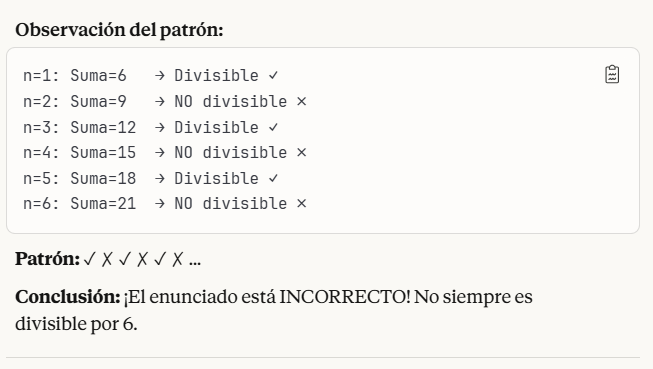 Observación del patrón:
n=1: Suma=6   → Divisible ✓
n=2: Suma=9   → NO divisible ✗
n=3: Suma=12  → Divisible ✓
n=4: Suma=15  → NO divisible ✗
n=5: Suma=18  → Divisible ✓
n=6: Suma=21  → NO divisible ✗
Patrón: ✓ ✗ ✓ ✗ ✓ ✗ ...
Conclusión: ¡El enunciado está INCORRECTO! No siempre es
divisible por 6.